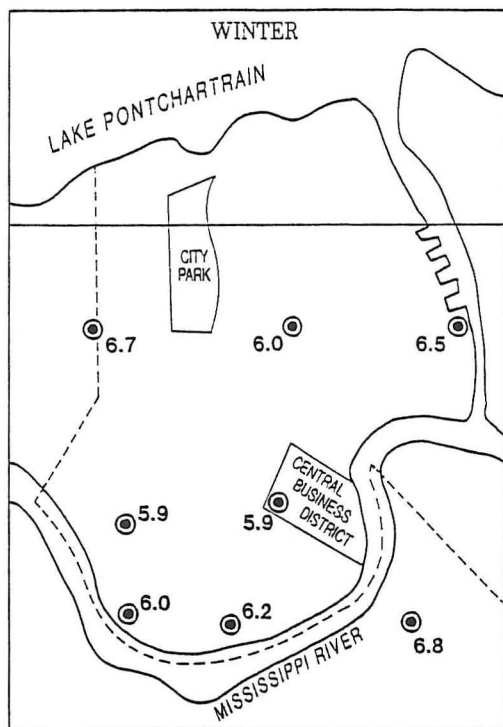 WINTER
LAKE PONTCHARTRAIN
CITY
PARK
6.7
6.0
6.5
CENTRAL
BUSINESS
DISTRICT
5.9
5.9
6.0
6.2
6.8
MISSISSIPPI RIVER